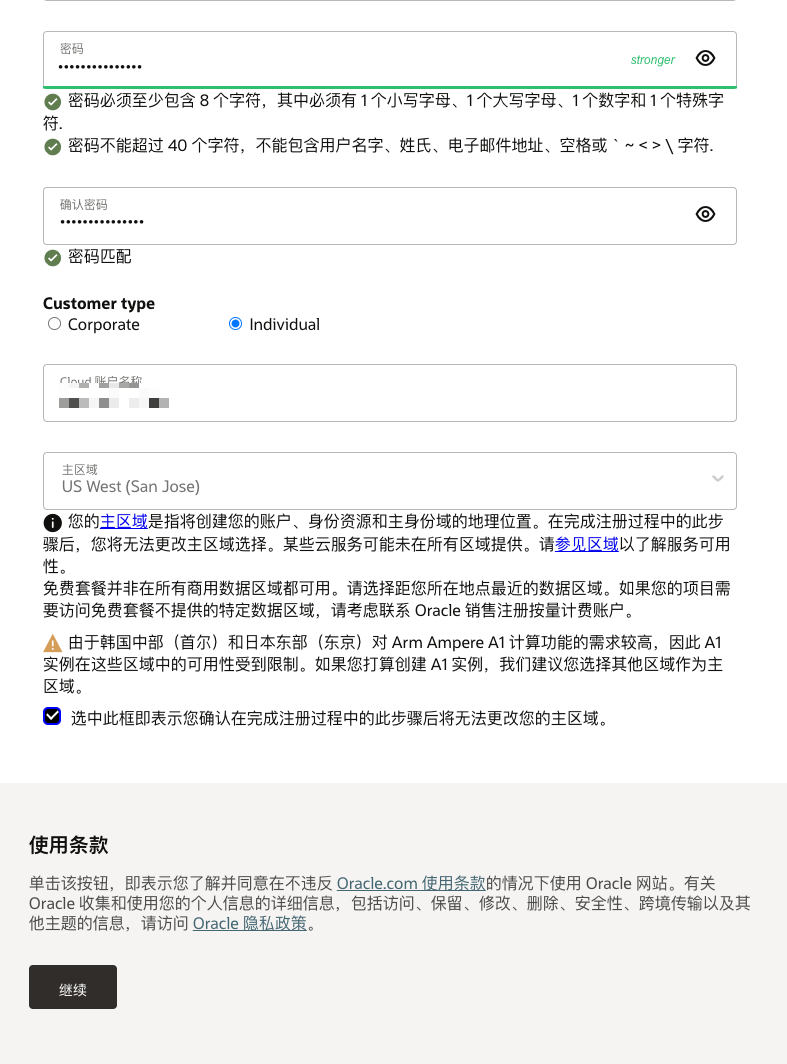 密码
•••••••••••••••
stronger
密码必须至少包含 8 个字符，其中必须有 1 个小写字母、1 个大写字母、1 个数字和 1 个特殊字
符.
密码不能超过 40 个字符，不能包含用户名字、姓氏、电子邮件地址、空格或 ` ~ < > \ 字符.
确认密码
•••••••••••••••
密码匹配
Customer type
Corporate
Individual
Cloud 账户名称
主区域
US West (San Jose)
您的主区域是指将创建您的账户、身份资源和主身份域的地理位置。在完成注册过程中的此步
骤后，您将无法更改主区域选择。某些云服务可能未在所有区域提供。请参见区域以了解服务可用
性。
免费套餐并非在所有商用数据区域都可用。请选择距您所在地点最近的数据区域。如果您的项目需
要访问免费套餐不提供的特定数据区域，请考虑联系 Oracle 销售注册按量计费账户。
由于韩国中部（首尔）和日本东部（东京）对 Arm Ampere A1 计算功能的需求较高，因此 A1
实例在这些区域中的可用性受到限制。如果您打算创建 A1 实例，我们建议您选择其他区域作为主
区域。
选中此框即表示您确认在完成注册过程中的此步骤后将无法更改您的主区域。
使用条款
单击该按钮，即表示您了解并同意在不违反 Oracle.com 使用条款的情况下使用 Oracle 网站。有关
Oracle 收集和使用您的个人信息的详细信息，包括访问、保留、修改、删除、安全性、跨境传输以及其
他主题的信息，请访问 Oracle 隐私政策。
继续